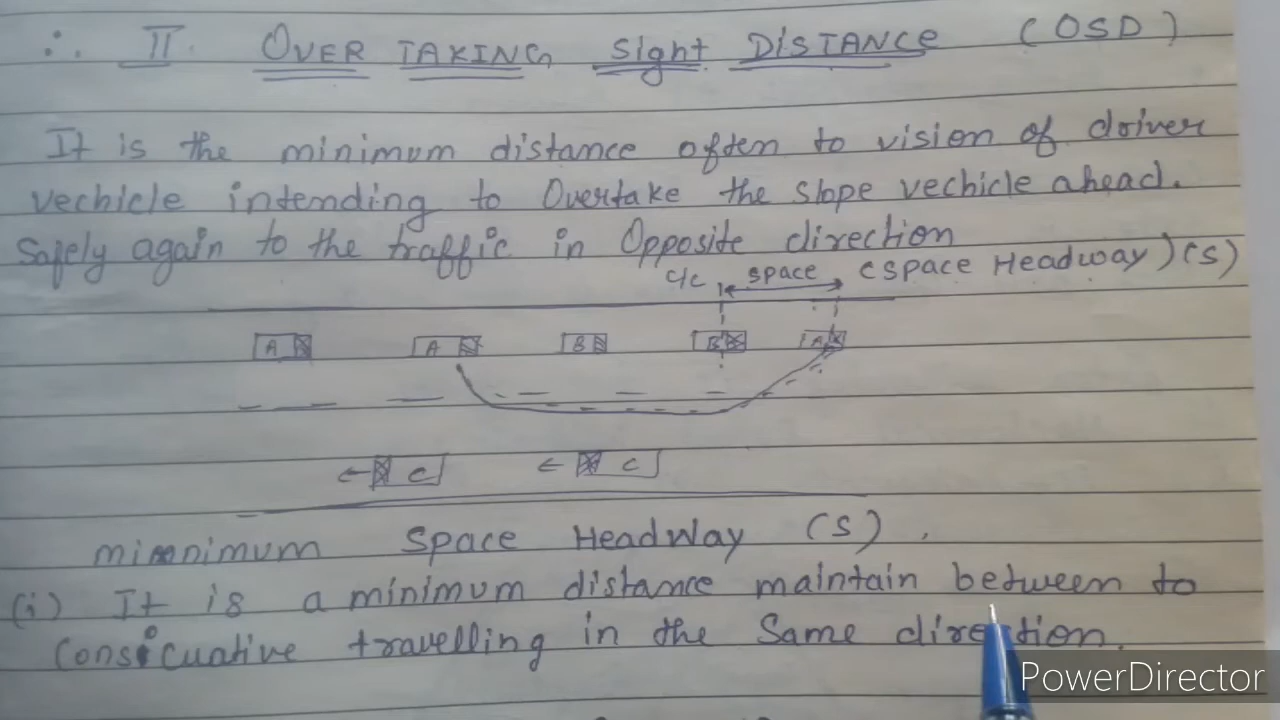 ∴ II. OVER TAKING Sight DISTANCE (OSD)
It is the minimum distance often to vision of driver
vechicle intending to Overtake the slope vechicle ahead.
Safely again to the traffic in Opposite direction
c/c space (Space Headway) (S)
A A B B A
← C ← C
minimum Space Headway (S).
(i) It is a minimum distance maintain between to
Consicuative travelling in the Same direction.
PowerDirector